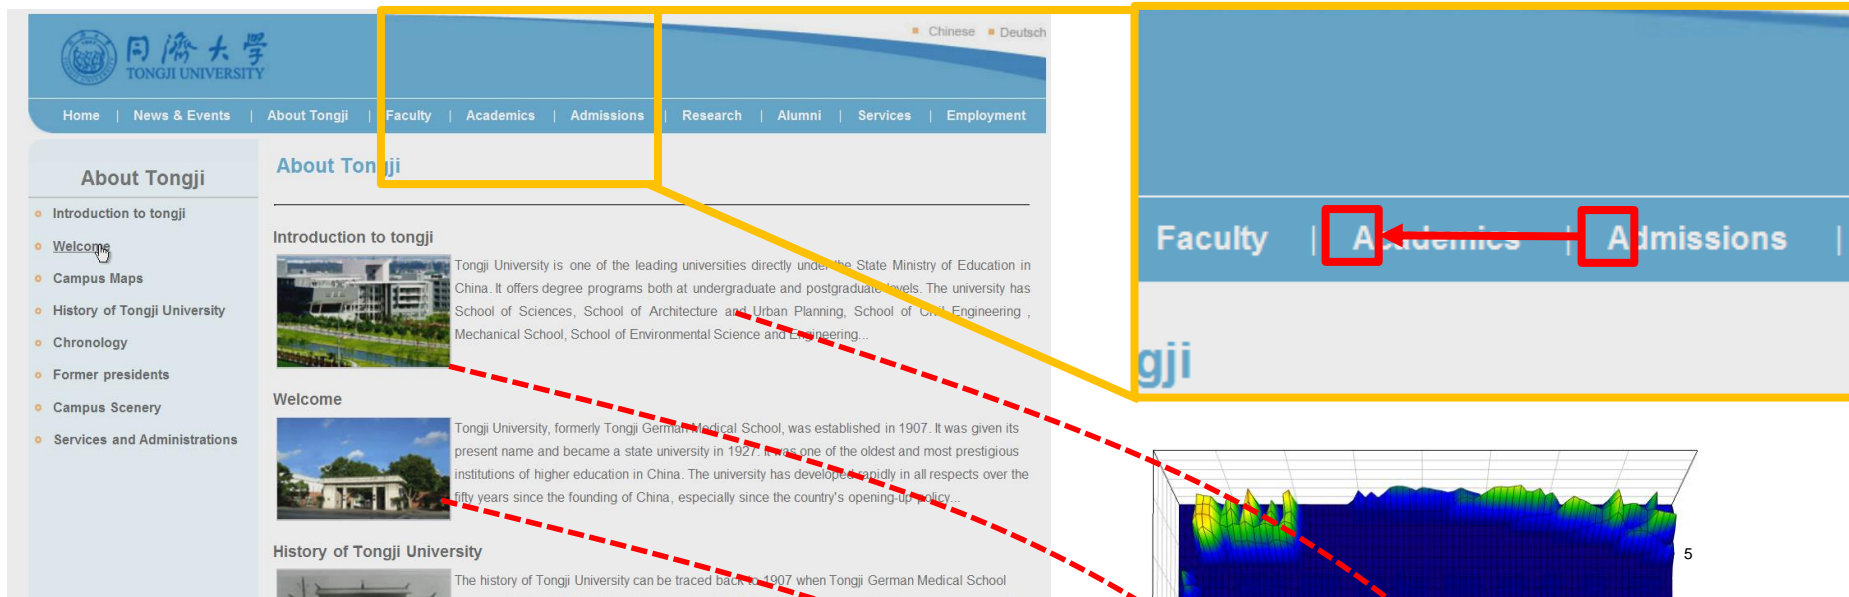 Chinese Deutsch
同濟大学
TONGJI UNIVERSITY
Home | News & Events | About Tongji | Faculty | Academics | Admissions | Research | Alumni | Services | Employment
About Tongji
Introduction to tongji
Welcome
Campus Maps
History of Tongji University
Chronology
Former presidents
Campus Scenery
Services and Administrations
About Tongji
Introduction to tongji
Tongji University is one of the leading universities directly under the State Ministry of Education in
China. It offers degree programs both at undergraduate and postgraduate levels. The university has
School of Sciences, School of Architecture and Urban Planning, School of Civil Engineering ,
Mechanical School, School of Environmental Science and Engineering...
Welcome
Tongji University, formerly Tongji German Medical School, was established in 1907. It was given its
present name and became a state university in 1927. It was one of the oldest and most prestigious
institutions of higher education in China. The university has developed rapidly in all respects over the
fifty years since the founding of China, especially since the country's opening-up policy...
History of Tongji University
The history of Tongji University can be traced back to 1907 when Tongji German Medical School
Faculty | Academics | Admissions |
gji
5